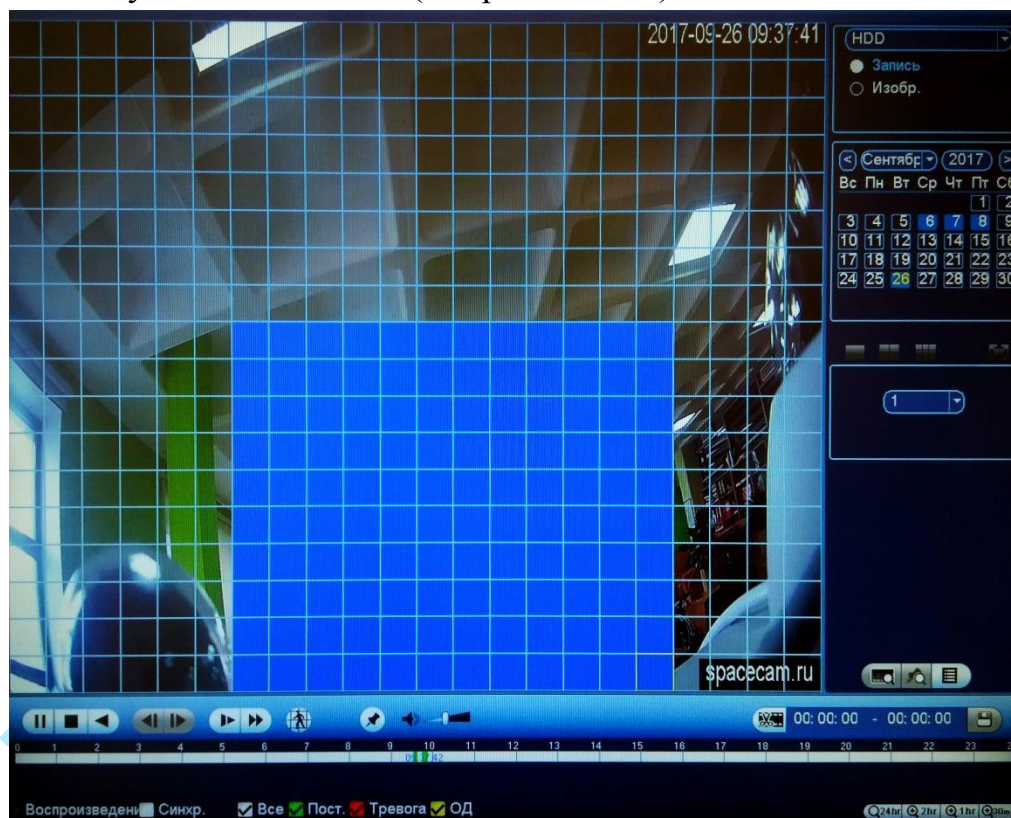 2017-09-26 09:37:41
HDD
Запись
Изобр.
Сентябр 2017
Вс Пн Вт Ср Чт Пт Сб
1 2
3 4 5 6 7 8 9
10 11 12 13 14 15 16
17 18 19 20 21 22 23
24 25 26 27 28 29 30
1
spacecam.ru
00: 00: 00 - 00: 00: 00
0 1 2 3 4 5 6 7 8 9 10 11 12 13 14 15 16 17 18 19 20 21 22 23
Воспроизведени Синхр. Все Пост. Тревога ОД
24hr 2hr 1hr 30m